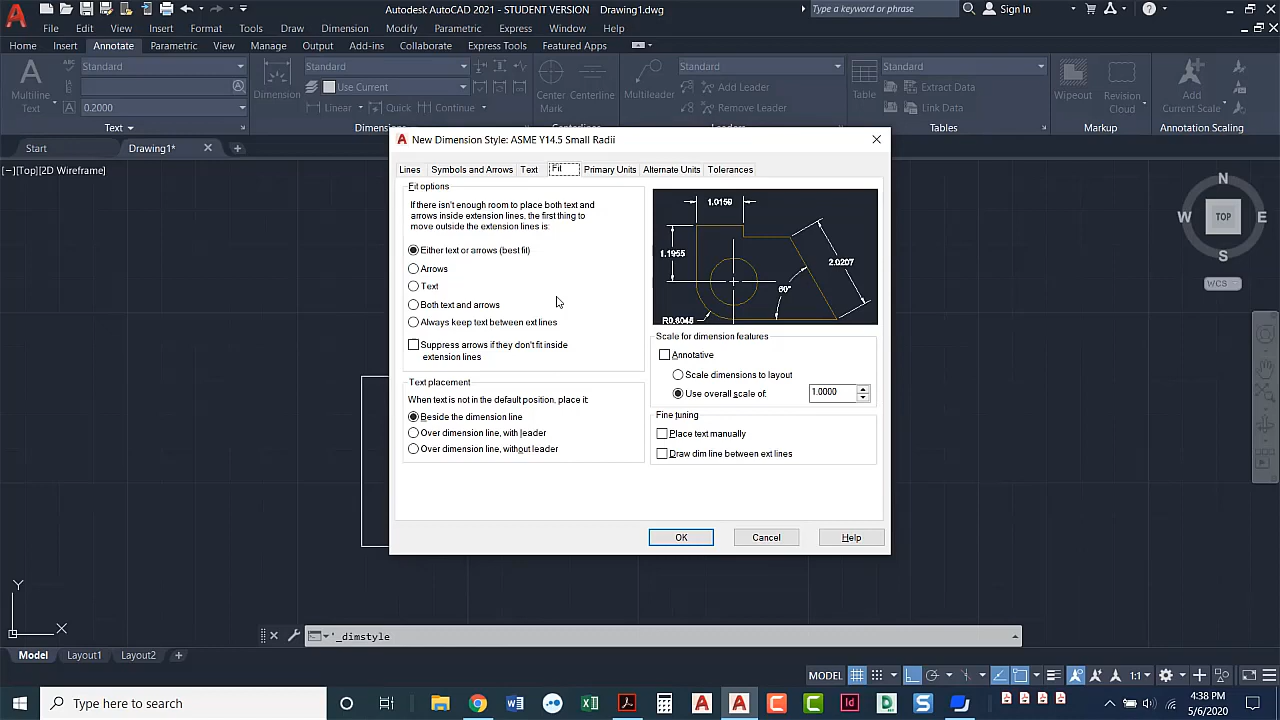 Autodesk AutoCAD 2021 - STUDENT VERSION Drawing1.dwg
Type a keyword or phrase
Sign In
File Edit View Insert Format Tools Draw Dimension Modify Parametric Express Window Help
Home Insert Annotate Parametric View Manage Output Add-ins Collaborate Express Tools Featured Apps
Multiline
Text
Standard
0.2000
Text
Dimension
Standard
Use Current
Linear Quick Continue
Center
Mark
Centerline
Multileader
Standard
Add Leader
Remove Leader
Table
Standard
Extract Data
Link Data
Tables
Wipeout
Revision
Cloud
Markup
Add
Current Scale
Annotation Scaling
Start
Drawing1*
[−][Top][2D Wireframe]
New Dimension Style: ASME Y14.5 Small Radii
Lines Symbols and Arrows Text Fit Primary Units Alternate Units Tolerances
Fit options
If there isn't enough room to place both text and
arrows inside extension lines, the first thing to
move outside the extension lines is:
Either text or arrows (best fit)
Arrows
Text
Both text and arrows
Always keep text between ext lines
Suppress arrows if they don't fit inside
extension lines
Text placement
When text is not in the default position, place it:
Beside the dimension line
Over dimension line, with leader
Over dimension line, without leader
1.0159
1.1955
2.0207
60°
R0.8045
Scale for dimension features
Annotative
Scale dimensions to layout
Use overall scale of: 1.0000
Fine tuning
Place text manually
Draw dim line between ext lines
OK Cancel Help
N
W TOP E
S
WCS
Y
X
'_dimstyle
Model Layout1 Layout2
MODEL
1:1
Type here to search
4:38 PM
5/6/2020